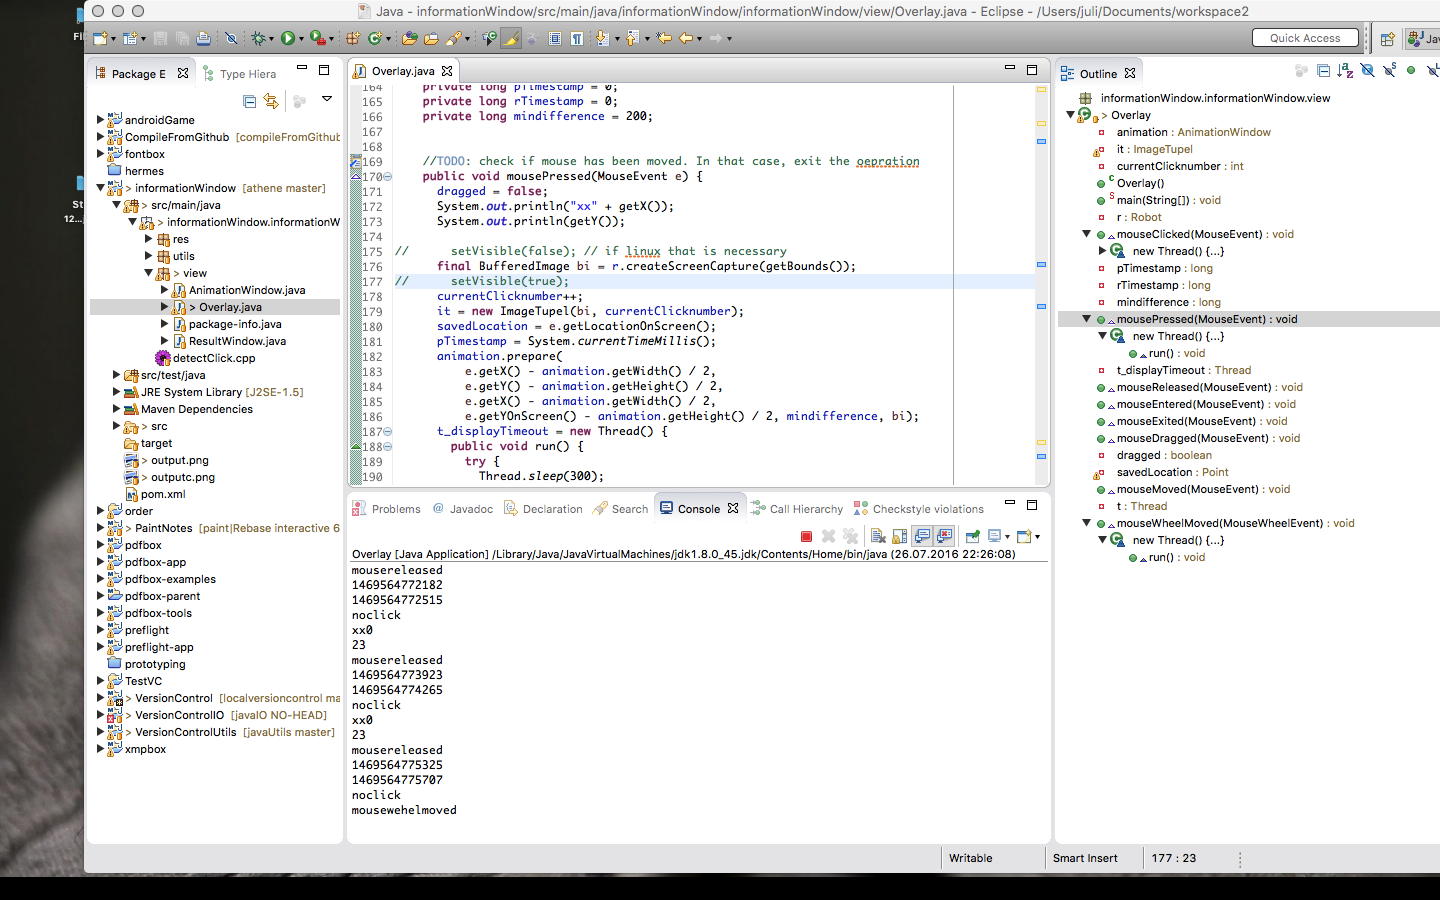 Java - informationWindow/src/main/java/informationWindow/informationWindow/view/Overlay.java - Eclipse - /Users/juli/Documents/workspace2
Quick Access
Package E
Type Hiera
androidGame
CompileFromGithub [compileFromGithub
fontbox
hermes
informationWindow [athene master]
> src/main/java
> informationWindow.informationW
res
utils
> view
AnimationWindow.java
> Overlay.java
package-info.java
ResultWindow.java
detectClick.cpp
src/test/java
JRE System Library [J2SE-1.5]
Maven Dependencies
> src
target
> output.png
> outputc.png
pom.xml
order
> PaintNotes [paint|Rebase interactive 6
pdfbox
pdfbox-app
pdfbox-examples
pdfbox-parent
pdfbox-tools
preflight
preflight-app
prototyping
TestVC
> VersionControl [localversioncontrol ma
> VersionControlIO [javaIO NO-HEAD]
> VersionControlUtils [javaUtils master]
xmpbox
Overlay.java
164 private long pTimestamp = 0;
165 private long rTimestamp = 0;
166 private long mindifference = 200;
167
168
169 //TODO: check if mouse has been moved. In that case, exit the oepration
170 public void mousePressed(MouseEvent e) {
171 dragged = false;
172 System.out.println("xx" + getX());
173 System.out.println(getY());
174
175 // setVisible(false); // if linux that is necessary
176 final BufferedImage bi = r.createScreenCapture(getBounds());
177 // setVisible(true);
178 currentClicknumber++;
179 it = new ImageTupel(bi, currentClicknumber);
180 savedLocation = e.getLocationOnScreen();
181 pTimestamp = System.currentTimeMillis();
182 animation.prepare(
183 e.getX() - animation.getWidth() / 2,
184 e.getY() - animation.getHeight() / 2,
185 e.getX() - animation.getWidth() / 2,
186 e.getYOnScreen() - animation.getHeight() / 2, mindifference, bi);
187 t_displayTimeout = new Thread() {
188 public void run() {
189 try {
190 Thread.sleep(300);
Problems
Javadoc
Declaration
Search
Console
Call Hierarchy
Checkstyle violations
Overlay [Java Application] /Library/Java/JavaVirtualMachines/jdk1.8.0_45.jdk/Contents/Home/bin/java (26.07.2016 22:26:08)
mousereleased
1469564772182
1469564772515
noclick
xx0
23
mousereleased
1469564773923
1469564774265
noclick
xx0
23
mousereleased
1469564775325
1469564775707
noclick
mousewehelmoved
Outline
informationWindow.informationWindow.view
> Overlay
animation : AnimationWindow
it : ImageTupel
currentClicknumber : int
Overlay()
main(String[]) : void
r : Robot
mouseClicked(MouseEvent) : void
new Thread() {...}
pTimestamp : long
rTimestamp : long
mindifference : long
mousePressed(MouseEvent) : void
new Thread() {...}
run() : void
t_displayTimeout : Thread
mouseReleased(MouseEvent) : void
mouseEntered(MouseEvent) : void
mouseExited(MouseEvent) : void
mouseDragged(MouseEvent) : void
dragged : boolean
savedLocation : Point
mouseMoved(MouseEvent) : void
t : Thread
mouseWheelMoved(MouseWheelEvent) : void
new Thread() {...}
run() : void
Writable
Smart Insert
177 : 23